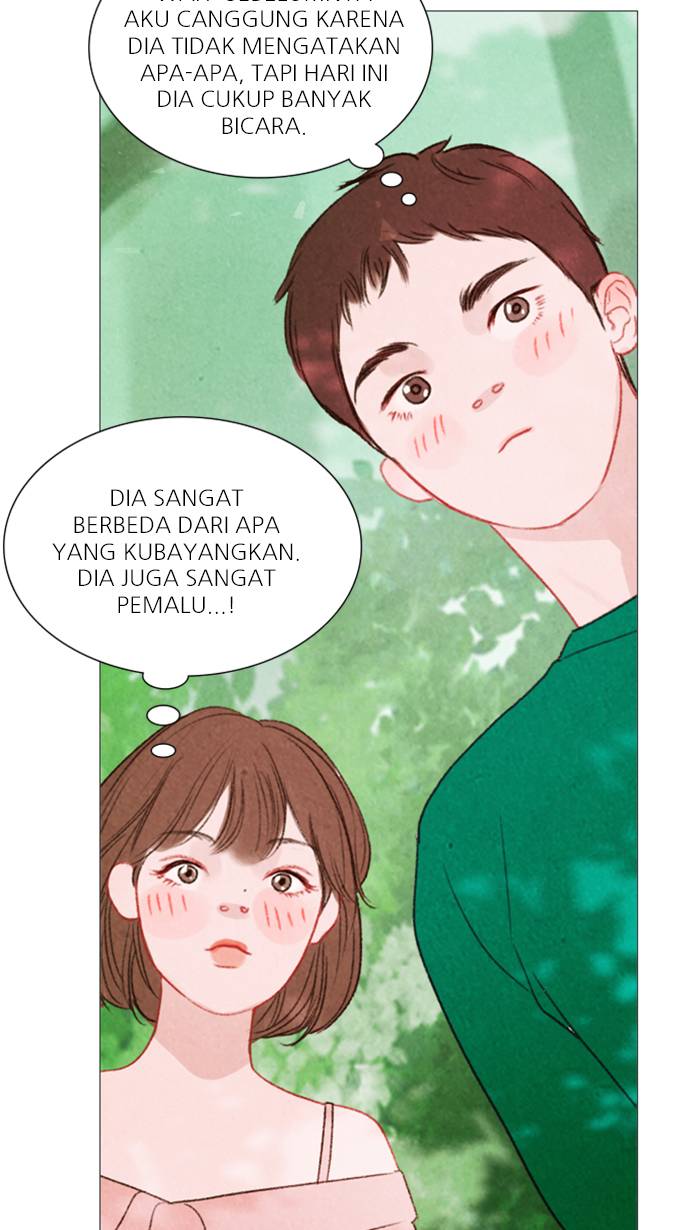 AKU CANGGUNG KARENA
DIA TIDAK MENGATAKAN
APA-APA, TAPI HARI INI
DIA CUKUP BANYAK
BICARA.
DIA SANGAT
BERBEDA DARI APA
YANG KUBAYANGKAN.
DIA JUGA SANGAT
PEMALU...!